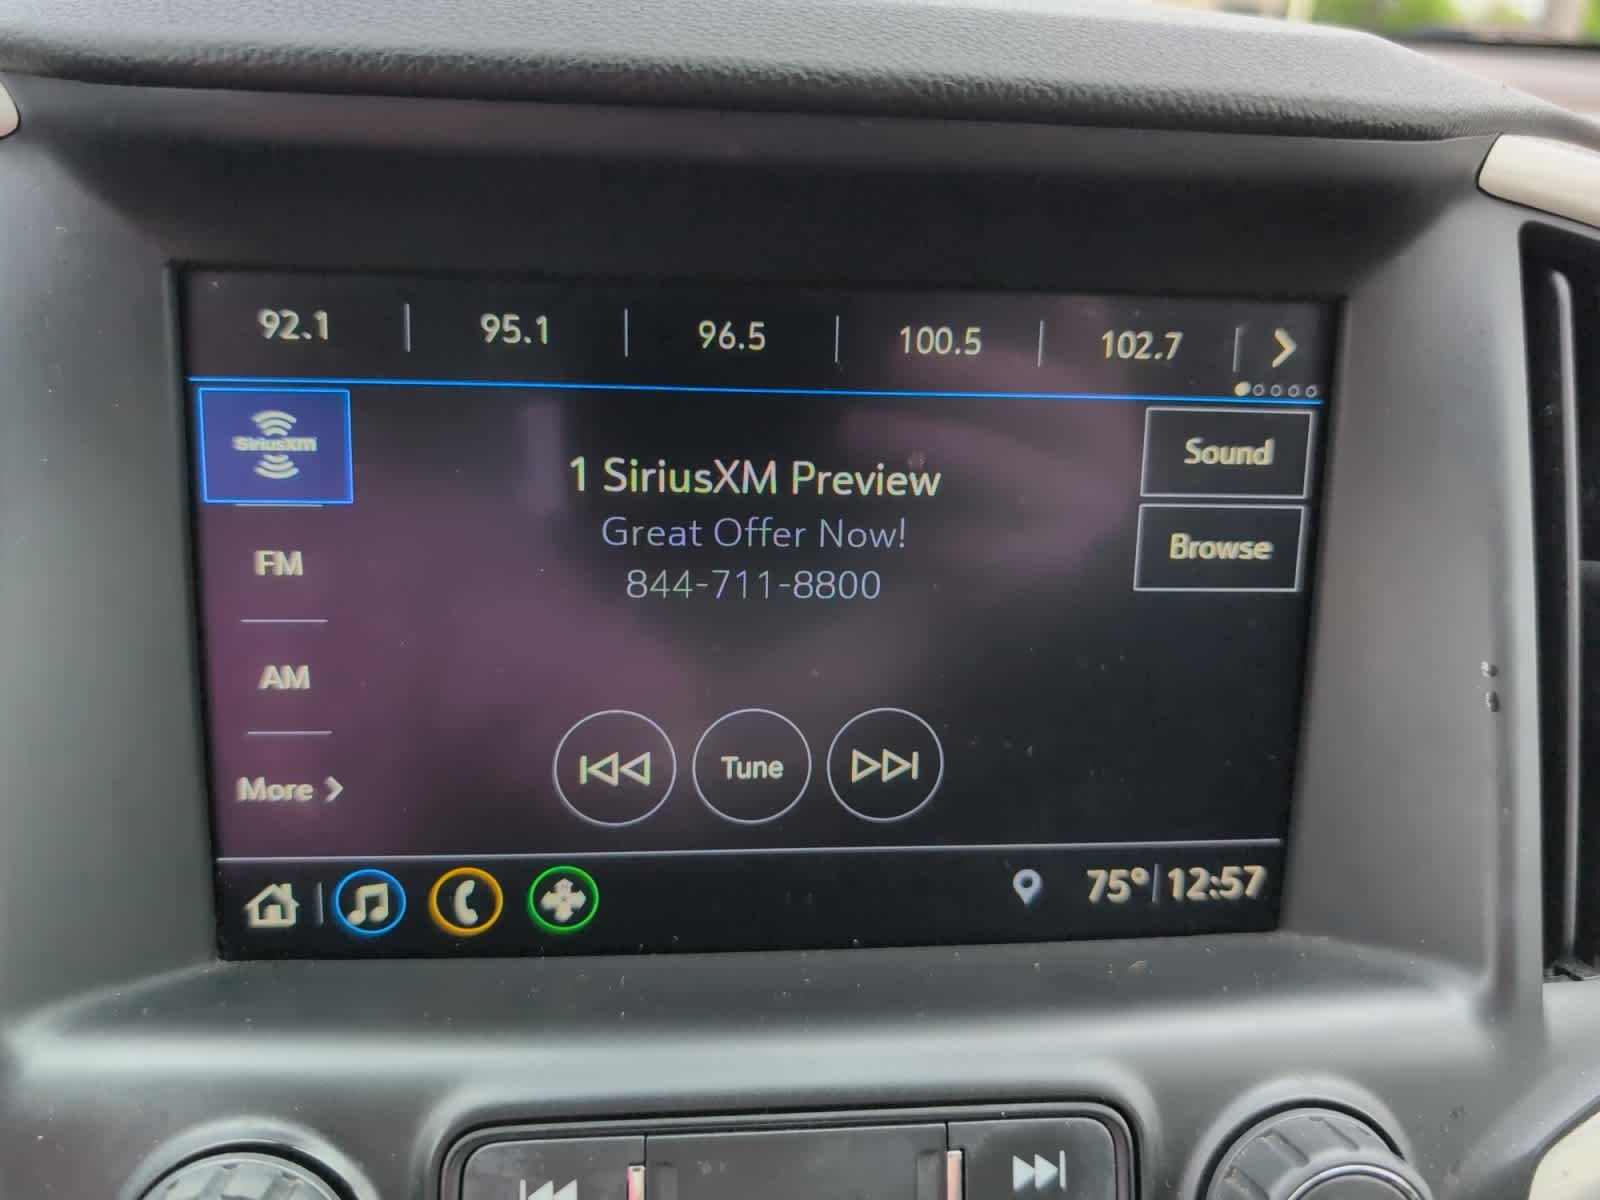 92.1 95.1 96.5 100.5 102.7
SiriusXM
1 SiriusXM Preview
Great Offer Now!
844-711-8800
Sound
Browse
FM
AM
More
Tune
75° 12:57